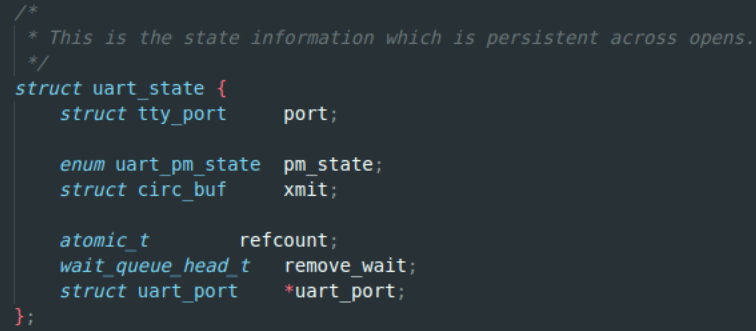 /*
 * This is the state information which is persistent across opens.
 */
struct uart_state {
    struct tty_port     port;

    enum uart_pm_state  pm_state;
    struct circ_buf     xmit;

    atomic_t        refcount;
    wait_queue_head_t   remove_wait;
    struct uart_port    *uart_port;
};